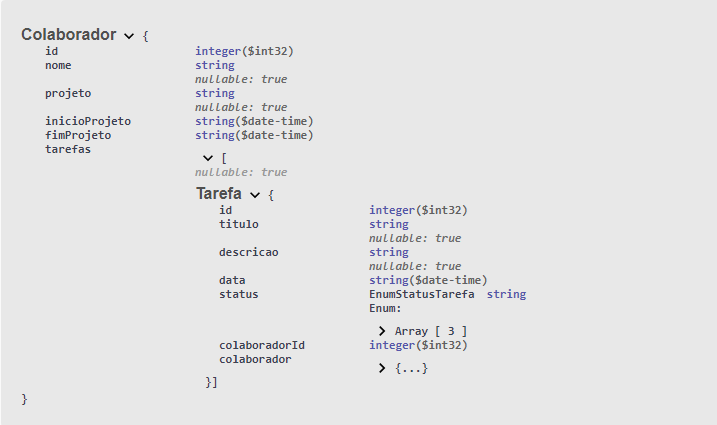 Colaborador {
id integer($int32)
nome string
nullable: true
projeto string
nullable: true
inicioProjeto string($date-time)
fimProjeto string($date-time)
tarefas
[
nullable: true
Tarefa {
id integer($int32)
titulo string
nullable: true
descricao string
nullable: true
data string($date-time)
status EnumStatusTarefa string
Enum:
Array [ 3 ]
colaboradorId integer($int32)
colaborador
{...}
}]
}